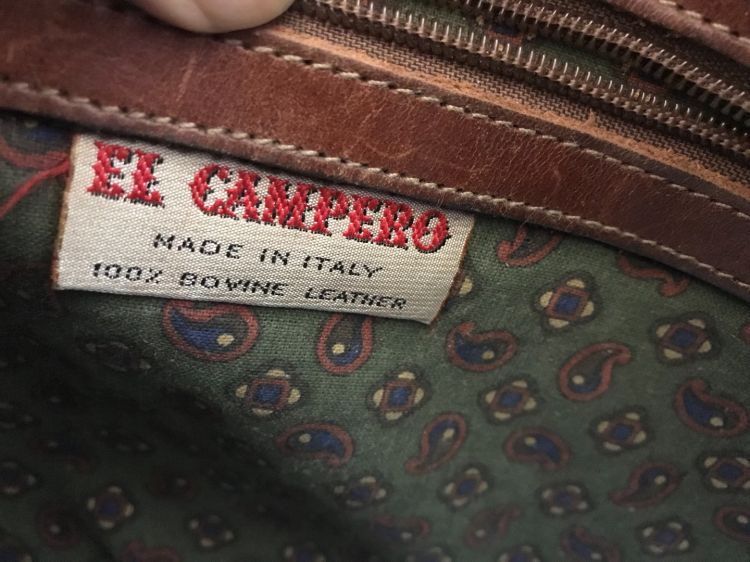 EL CAMPERO
MADE IN ITALY
100% BOVINE LEATHER